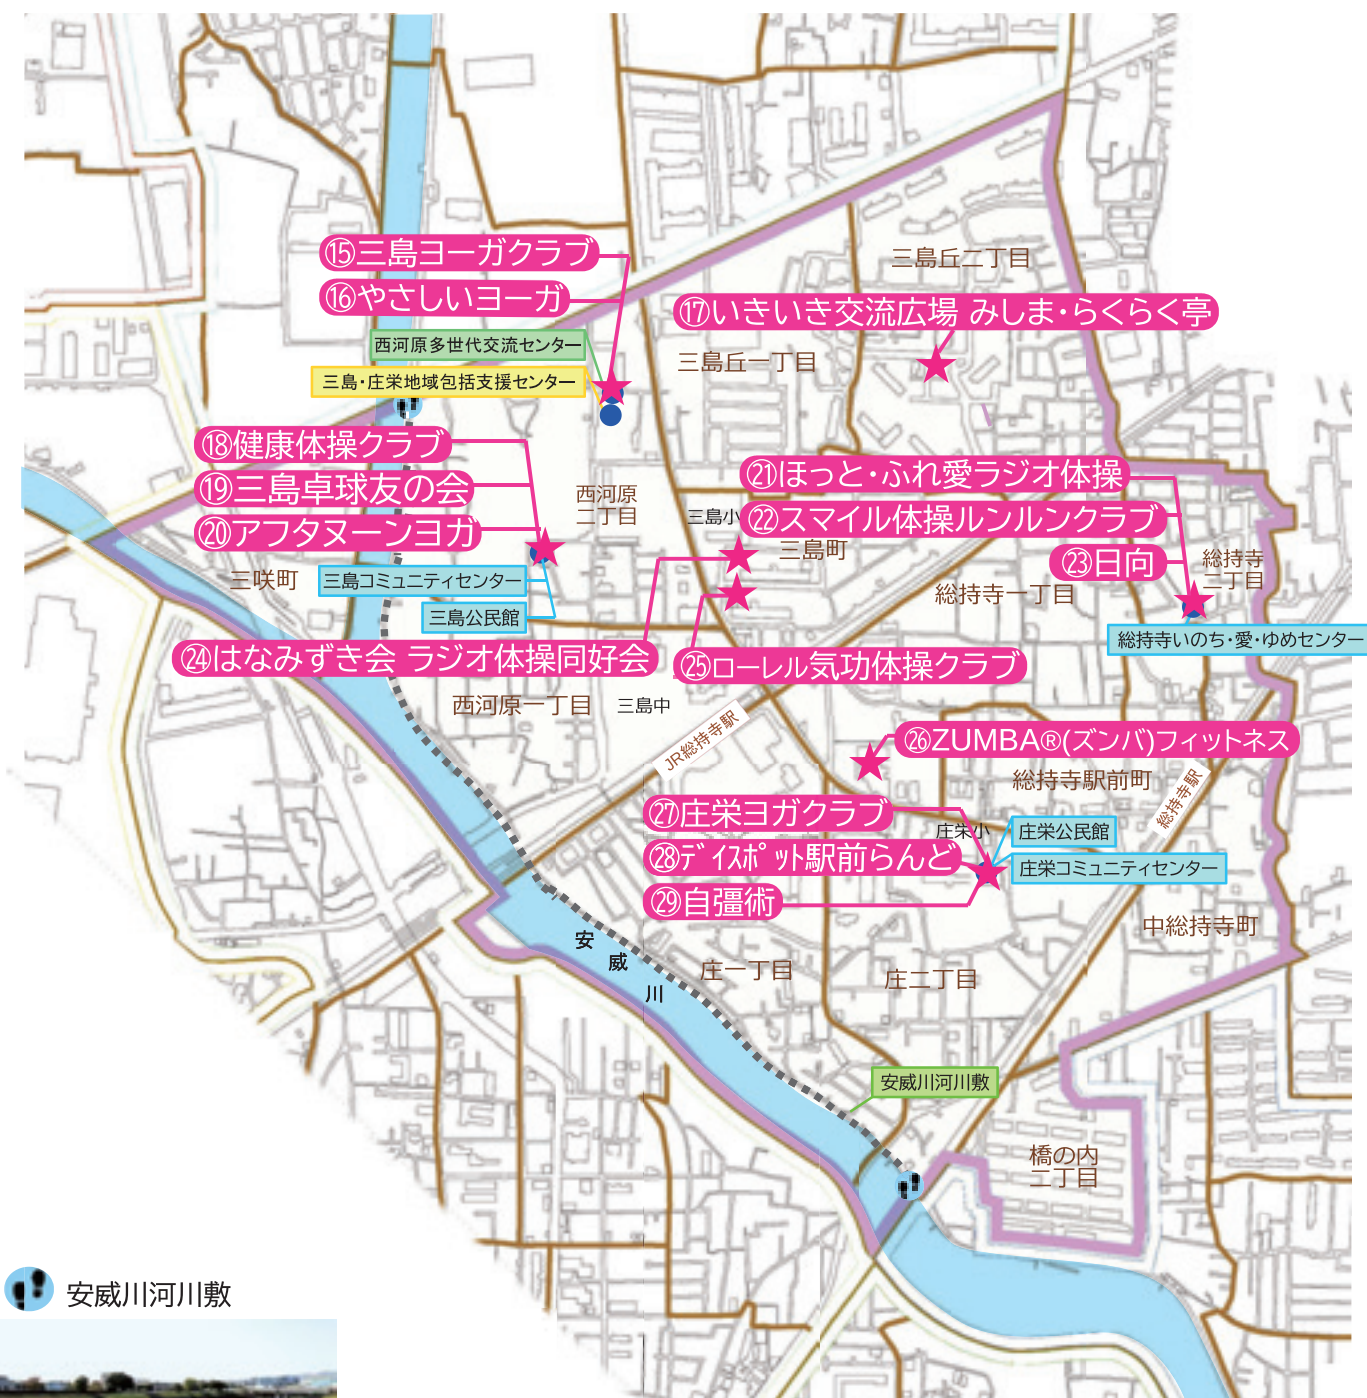 ⑮三島ヨーガクラブ
⑯やさしいヨーガ
西河原多世代交流センター
三島・庄栄地域包括支援センター
三島丘二丁目
⑰いきいき交流広場 みしま・らくらく亭
三島丘一丁目
⑱健康体操クラブ
⑲三島卓球友の会
⑳アフタヌーンヨガ
西河原
二丁目
三島小
㉑ほっと・ふれ愛ラジオ体操
㉒スマイル体操ルンルンクラブ
㉓日向
三島町
総持寺
二丁目
総持寺一丁目
三咲町
三島コミュニティセンター
三島公民館
総持寺いのち・愛・ゆめセンター
㉔はなみずき会 ラジオ体操同好会
㉕ローレル気功体操クラブ
西河原一丁目
三島中
JR総持寺駅
㉖ZUMBA®(ズンバ)フィットネス
総持寺駅前町
総持寺駅
㉗庄栄ヨガクラブ
㉘ﾃﾞｲｽﾎﾟｯﾄ駅前らんど
㉙自彊術
庄栄小
庄栄公民館
庄栄コミュニティセンター
中総持寺町
安威川
庄一丁目
庄二丁目
安威川河川敷
橋の内
二丁目
安威川河川敷